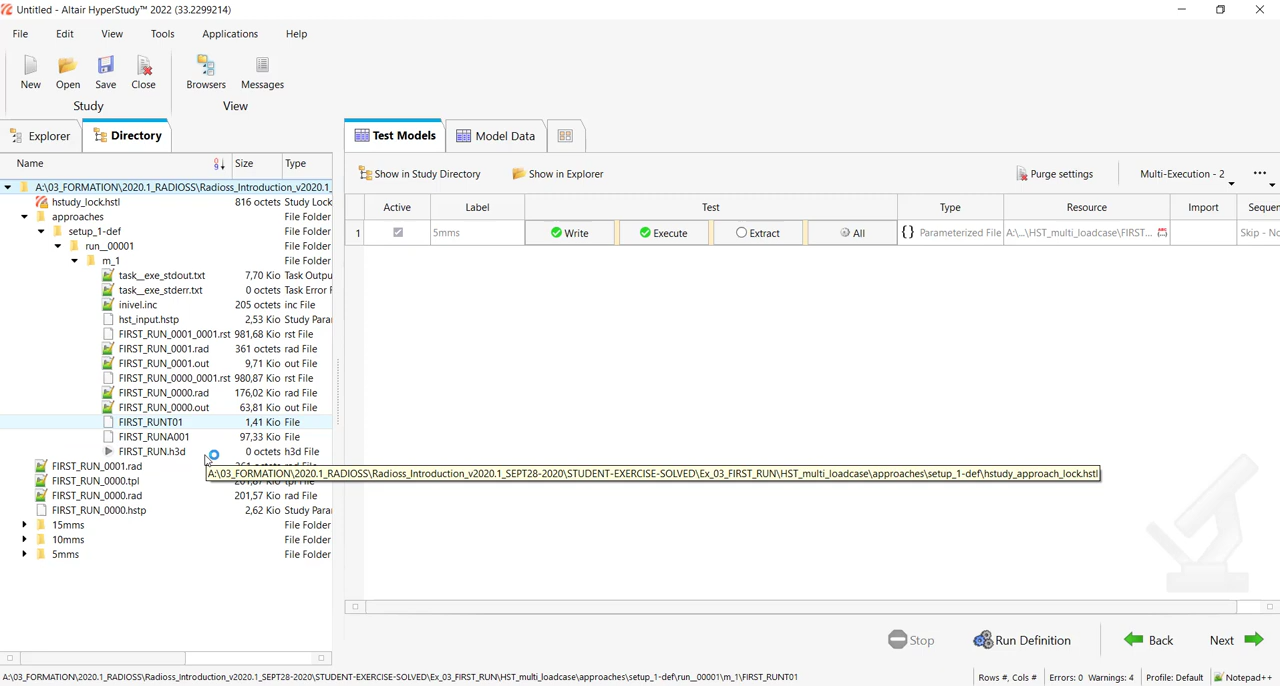 Untitled - Altair HyperStudy™ 2022 (33.2299214)
File Edit View Tools Applications Help
New Open Save Close Browsers Messages
Study View
Explorer Directory Test Models Model Data
Name Size Type
Show in Study Directory Show in Explorer Purge settings Multi-Execution - 2 ...
A:\03_FORMATION\2020.1_RADIOSS\Radioss_Introduction_v2020.1_
hstudy_lock.hstl 816 octets Study Lock
approaches File Folder
setup_1-def File Folder
run__00001 File Folder
m_1 File Folder
task__exe_stdout.txt 7,70 Kio Task Outpu
task__exe_stderr.txt 0 octets Task Error F
inivel.inc 205 octets inc File
hst_input.hstp 2,53 Kio Study Para
FIRST_RUN_0001_0001.rst 981,68 Kio rst File
FIRST_RUN_0001.rad 361 octets rad File
FIRST_RUN_0001.out 9,71 Kio out File
FIRST_RUN_0000_0001.rst 980,87 Kio rst File
FIRST_RUN_0000.rad 176,02 Kio rad File
FIRST_RUN_0000.out 63,81 Kio out File
FIRST_RUNT01 1,41 Kio File
FIRST_RUNA001 97,33 Kio File
FIRST_RUN.h3d 0 octets h3d File
FIRST_RUN_0001.rad
A:\03_FORMATION\2020.1_RADIOSS\Radioss_Introduction_v2020.1_SEPT28-2020\STUDENT-EXERCISE-SOLVED\Ex_03_FIRST_RUN\HST_multi_loadcase\approaches\setup_1-def\hstudy_approach_lock.hstl
FIRST_RUN_0000.tpl
FIRST_RUN_0000.rad 201,57 Kio rad File
FIRST_RUN_0000.hstp 2,62 Kio Study Para
15mms File Folder
10mms File Folder
5mms File Folder
Active Label Test Type Resource Import Sequen
1 5mms Write Execute Extract All {} Parameterized File A:\...\HST_multi_loadcase\FIRST... Skip - No
Stop Run Definition Back Next
A:\03_FORMATION\2020.1_RADIOSS\Radioss_Introduction_v2020.1_SEPT28-2020\STUDENT-EXERCISE-SOLVED\Ex_03_FIRST_RUN\HST_multi_loadcase\approaches\setup_1-def\run__00001\m_1\FIRST_RUNT01 Rows #, Cols # Errors: 0 Warnings: 4 Profile: Default Notepad++